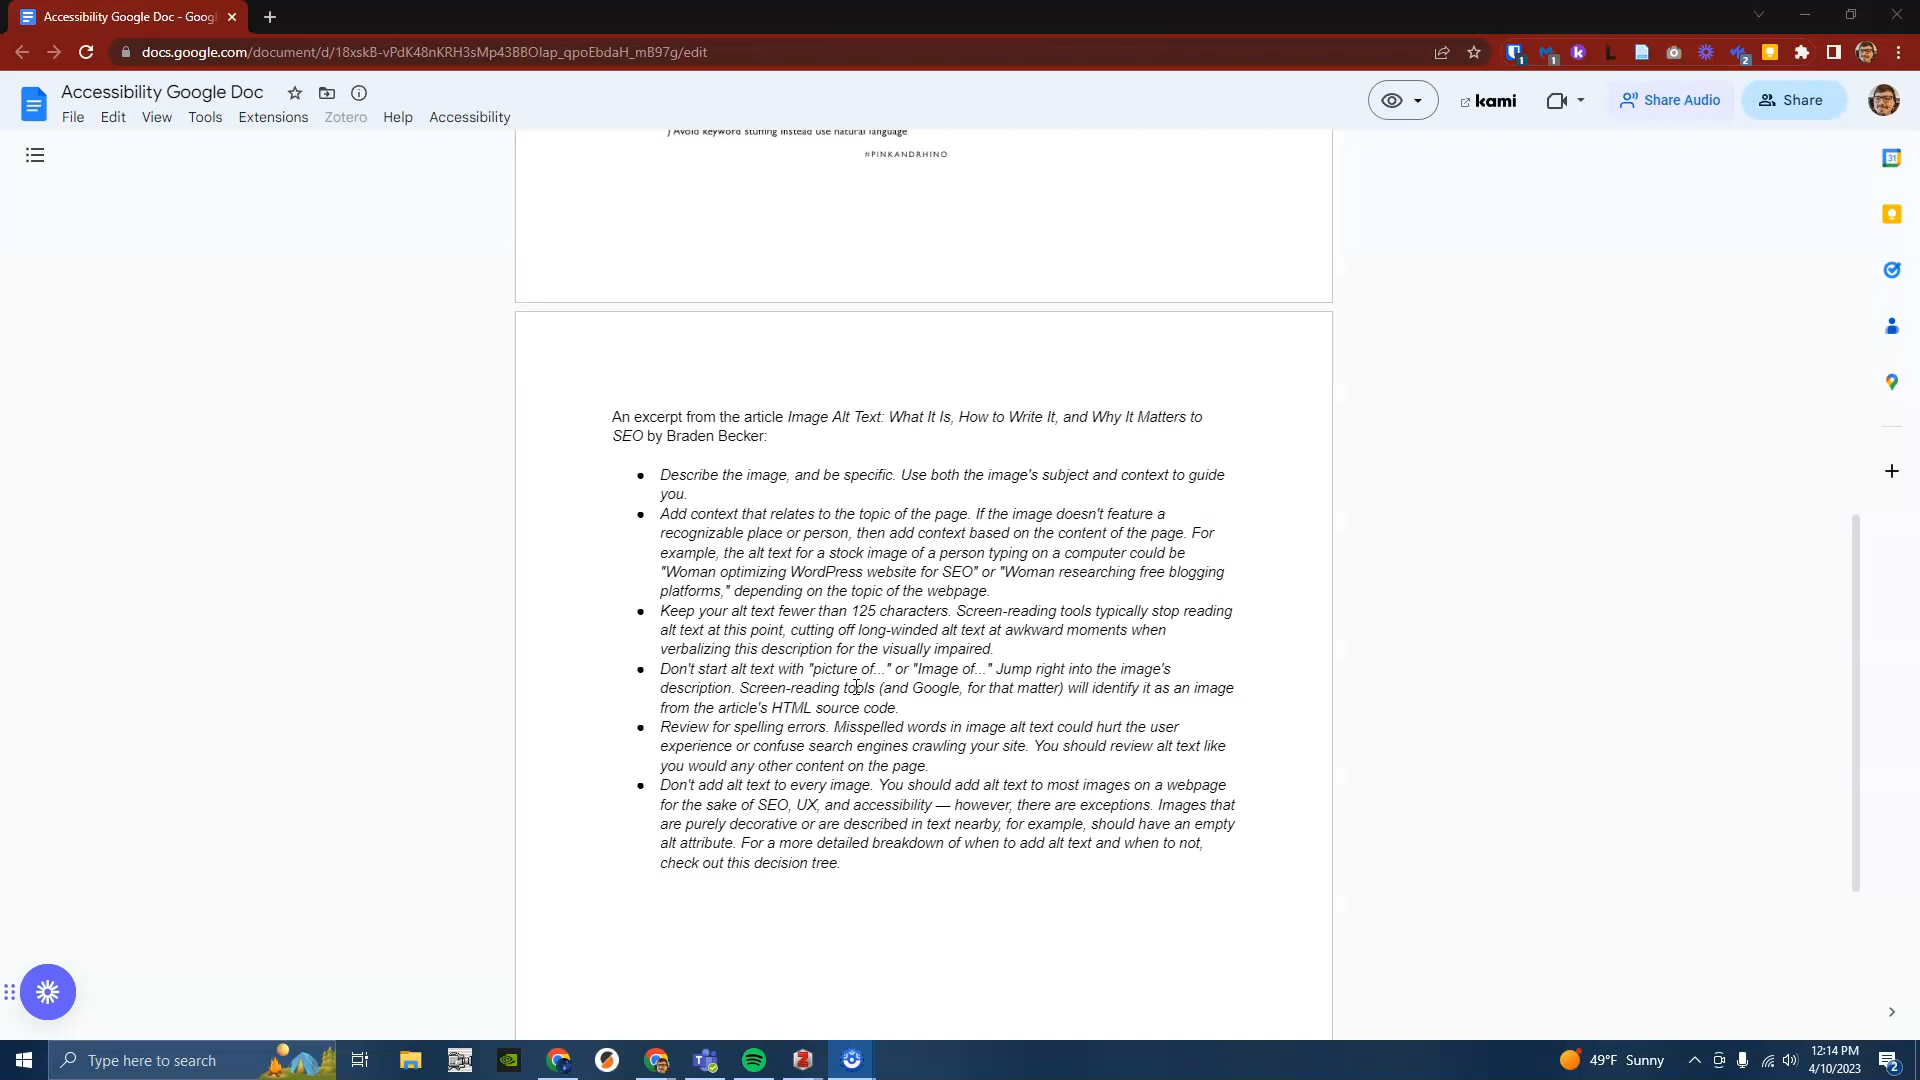 Accessibility Google Doc - Goog
docs.google.com/document/d/18xskB-vPdK48nKRH3sMp43BBOlap_qpoEbdaH_mB97g/edit
1
1
2
Accessibility Google Doc
File Edit View Tools Extensions Zotero Help Accessibility
kami
Share Audio
Share
31
) Avoid keyword stuffing instead use natural language
#PINKANDRHINO
An excerpt from the article Image Alt Text: What It Is, How to Write It, and Why It Matters to
SEO by Braden Becker:
● Describe the image, and be specific. Use both the image's subject and context to guide
you.
● Add context that relates to the topic of the page. If the image doesn't feature a
recognizable place or person, then add context based on the content of the page. For
example, the alt text for a stock image of a person typing on a computer could be
"Woman optimizing WordPress website for SEO" or "Woman researching free blogging
platforms," depending on the topic of the webpage.
● Keep your alt text fewer than 125 characters. Screen-reading tools typically stop reading
alt text at this point, cutting off long-winded alt text at awkward moments when
verbalizing this description for the visually impaired.
● Don't start alt text with "picture of..." or "Image of..." Jump right into the image's
description. Screen-reading tools (and Google, for that matter) will identify it as an image
from the article's HTML source code.
● Review for spelling errors. Misspelled words in image alt text could hurt the user
experience or confuse search engines crawling your site. You should review alt text like
you would any other content on the page.
● Don't add alt text to every image. You should add alt text to most images on a webpage
for the sake of SEO, UX, and accessibility — however, there are exceptions. Images that
are purely decorative or are described in text nearby, for example, should have an empty
alt attribute. For a more detailed breakdown of when to add alt text and when to not,
check out this decision tree.
Type here to search
49°F Sunny
12:14 PM
4/10/2023
2